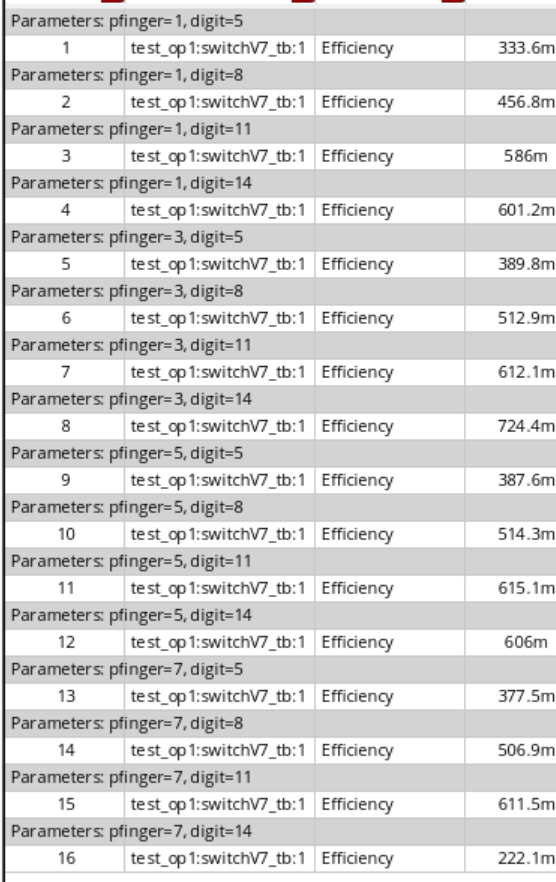 Parameters: pfinger=1, digit=5
1 test_op1:switchV7_tb:1 Efficiency 333.6m
Parameters: pfinger=1, digit=8
2 test_op1:switchV7_tb:1 Efficiency 456.8m
Parameters: pfinger=1, digit=11
3 test_op1:switchV7_tb:1 Efficiency 586m
Parameters: pfinger=1, digit=14
4 test_op1:switchV7_tb:1 Efficiency 601.2m
Parameters: pfinger=3, digit=5
5 test_op1:switchV7_tb:1 Efficiency 389.8m
Parameters: pfinger=3, digit=8
6 test_op1:switchV7_tb:1 Efficiency 512.9m
Parameters: pfinger=3, digit=11
7 test_op1:switchV7_tb:1 Efficiency 612.1m
Parameters: pfinger=3, digit=14
8 test_op1:switchV7_tb:1 Efficiency 724.4m
Parameters: pfinger=5, digit=5
9 test_op1:switchV7_tb:1 Efficiency 387.6m
Parameters: pfinger=5, digit=8
10 test_op1:switchV7_tb:1 Efficiency 514.3m
Parameters: pfinger=5, digit=11
11 test_op1:switchV7_tb:1 Efficiency 615.1m
Parameters: pfinger=5, digit=14
12 test_op1:switchV7_tb:1 Efficiency 606m
Parameters: pfinger=7, digit=5
13 test_op1:switchV7_tb:1 Efficiency 377.5m
Parameters: pfinger=7, digit=8
14 test_op1:switchV7_tb:1 Efficiency 506.9m
Parameters: pfinger=7, digit=11
15 test_op1:switchV7_tb:1 Efficiency 611.5m
Parameters: pfinger=7, digit=14
16 test_op1:switchV7_tb:1 Efficiency 222.1m